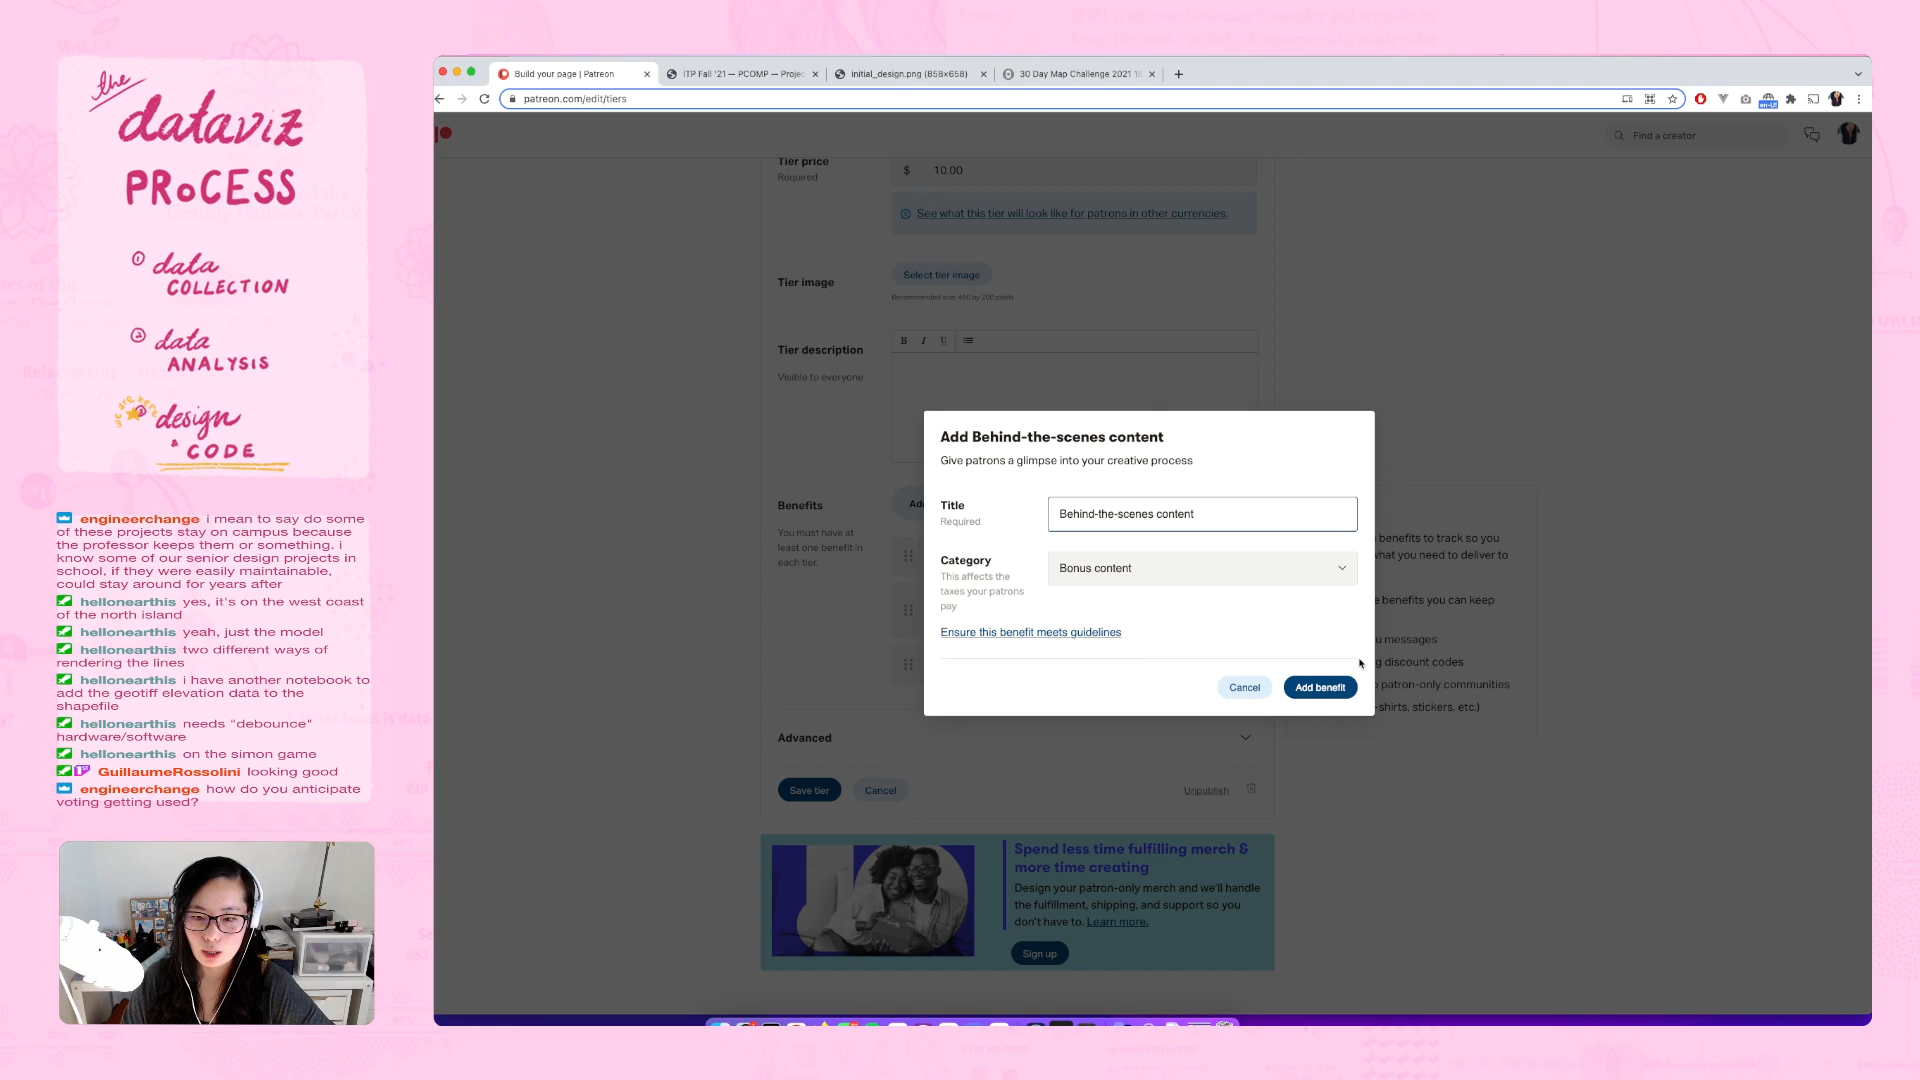 the
dataviz
PROCESS
① data
COLLECTION
② data
ANALYSIS
we are here
③ design
& CODE
engineerchange i mean to say do some
of these projects stay on campus because
the professor keeps them or something. i
know some of our senior design projects in
school, if they were easily maintainable,
could stay around for years after
hellonearthis yes, it's on the west coast
of the north island
hellonearthis yeah, just the model
hellonearthis two different ways of
rendering the lines
hellonearthis i have another notebook to
add the geotiff elevation data to the
shapefile
hellonearthis needs "debounce"
hardware/software
hellonearthis on the simon game
GuillaumeRossolini looking good
engineerchange how do you anticipate
voting getting used?
Build your page | Patreon
ITP Fall '21 — PCOMP — Projec
initial_design.png (858×658)
30 Day Map Challenge 2021 18
patreon.com/edit/tiers
Find a creator
Tier price
Required
$ 10.00
See what this tier will look like for patrons in other currencies.
Tier image
Select tier image
Recommended size: 460 by 200 pixels
Tier description
Visible to everyone
B I U
Benefits
You must have at
least one benefit in
each tier.
Ad
Add Behind-the-scenes content
Give patrons a glimpse into your creative process
Title
Required
Behind-the-scenes content
Category
This affects the
taxes your patrons
pay
Bonus content
Ensure this benefit meets guidelines
Cancel
Add benefit
benefits to track so you
what you need to deliver to
e benefits you can keep
u messages
g discount codes
o patron-only communities
-shirts, stickers, etc.)
Advanced
Save tier
Cancel
Unpublish
Spend less time fulfilling merch &
more time creating
Design your patron-only merch and we'll handle
the fulfillment, shipping, and support so you
don't have to. Learn more.
Sign up